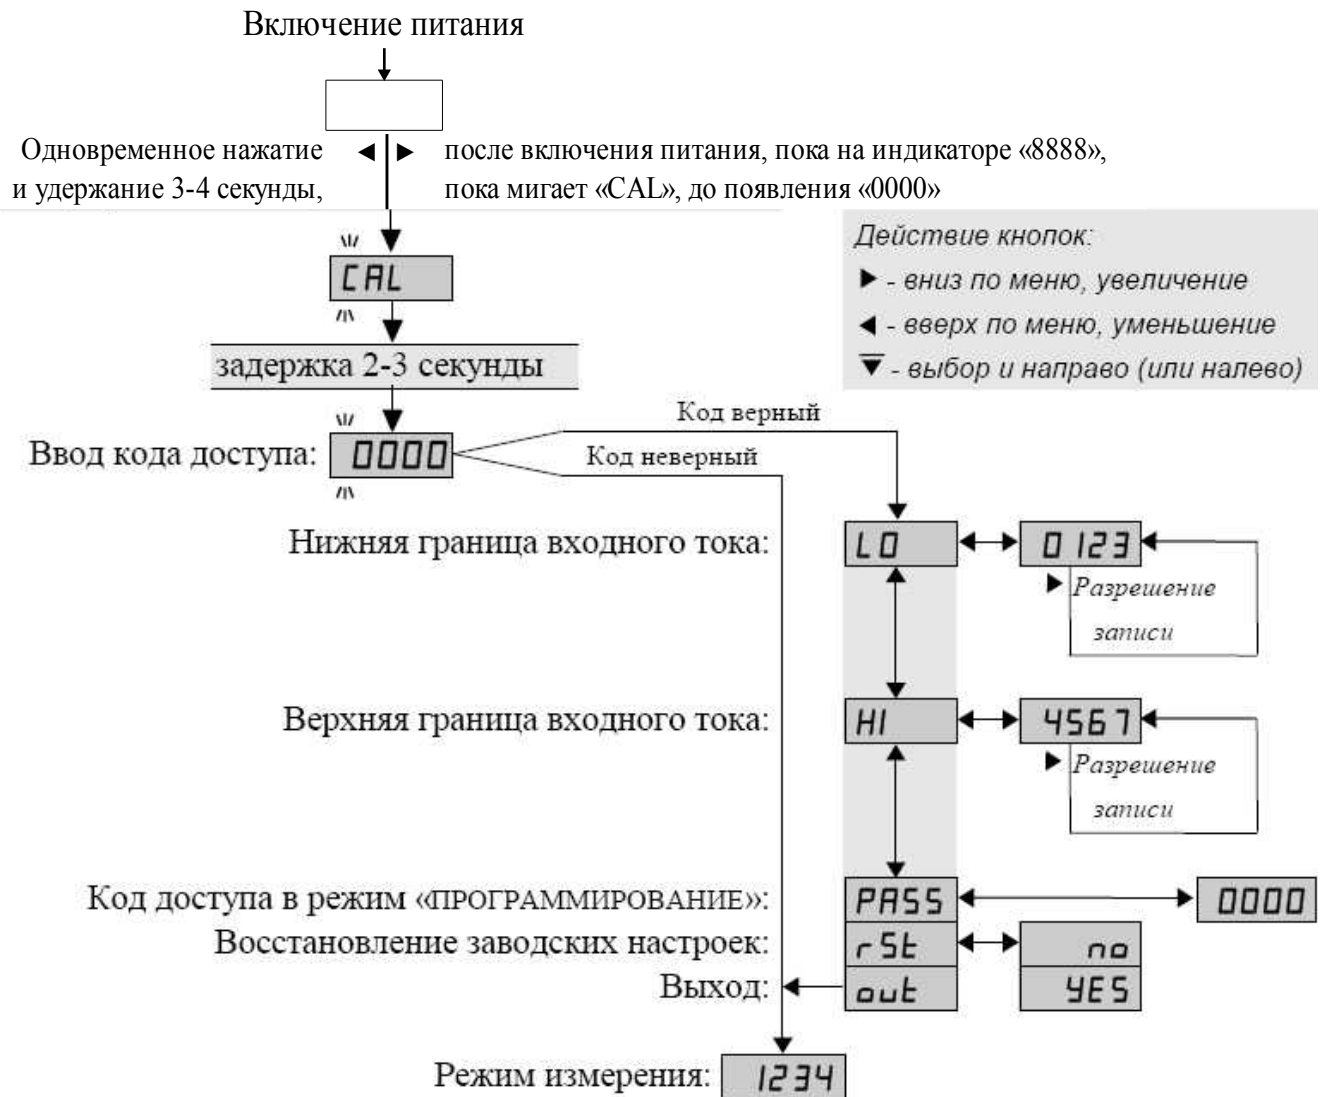 Включение питания
Одновременное нажатие ◄ ► после включения питания, пока на индикаторе «8888»,
и удержание 3-4 секунды, пока мигает «CAL», до появления «0000»
Действие кнопок:
► - вниз по меню, увеличение
◄ - вверх по меню, уменьшение
▼ - выбор и направо (или налево)
CAL
задержка 2-3 секунды
Код верный
Ввод кода доступа: 0000
Код неверный
Нижняя граница входного тока: LO 0123
► Разрешение
записи
Верхняя граница входного тока: HI 4567
► Разрешение
записи
Код доступа в режим «ПРОГРАММИРОВАНИЕ»: PASS 0000
Восстановление заводских настроек: rSt no
Выход: out YES
Режим измерения: 1234